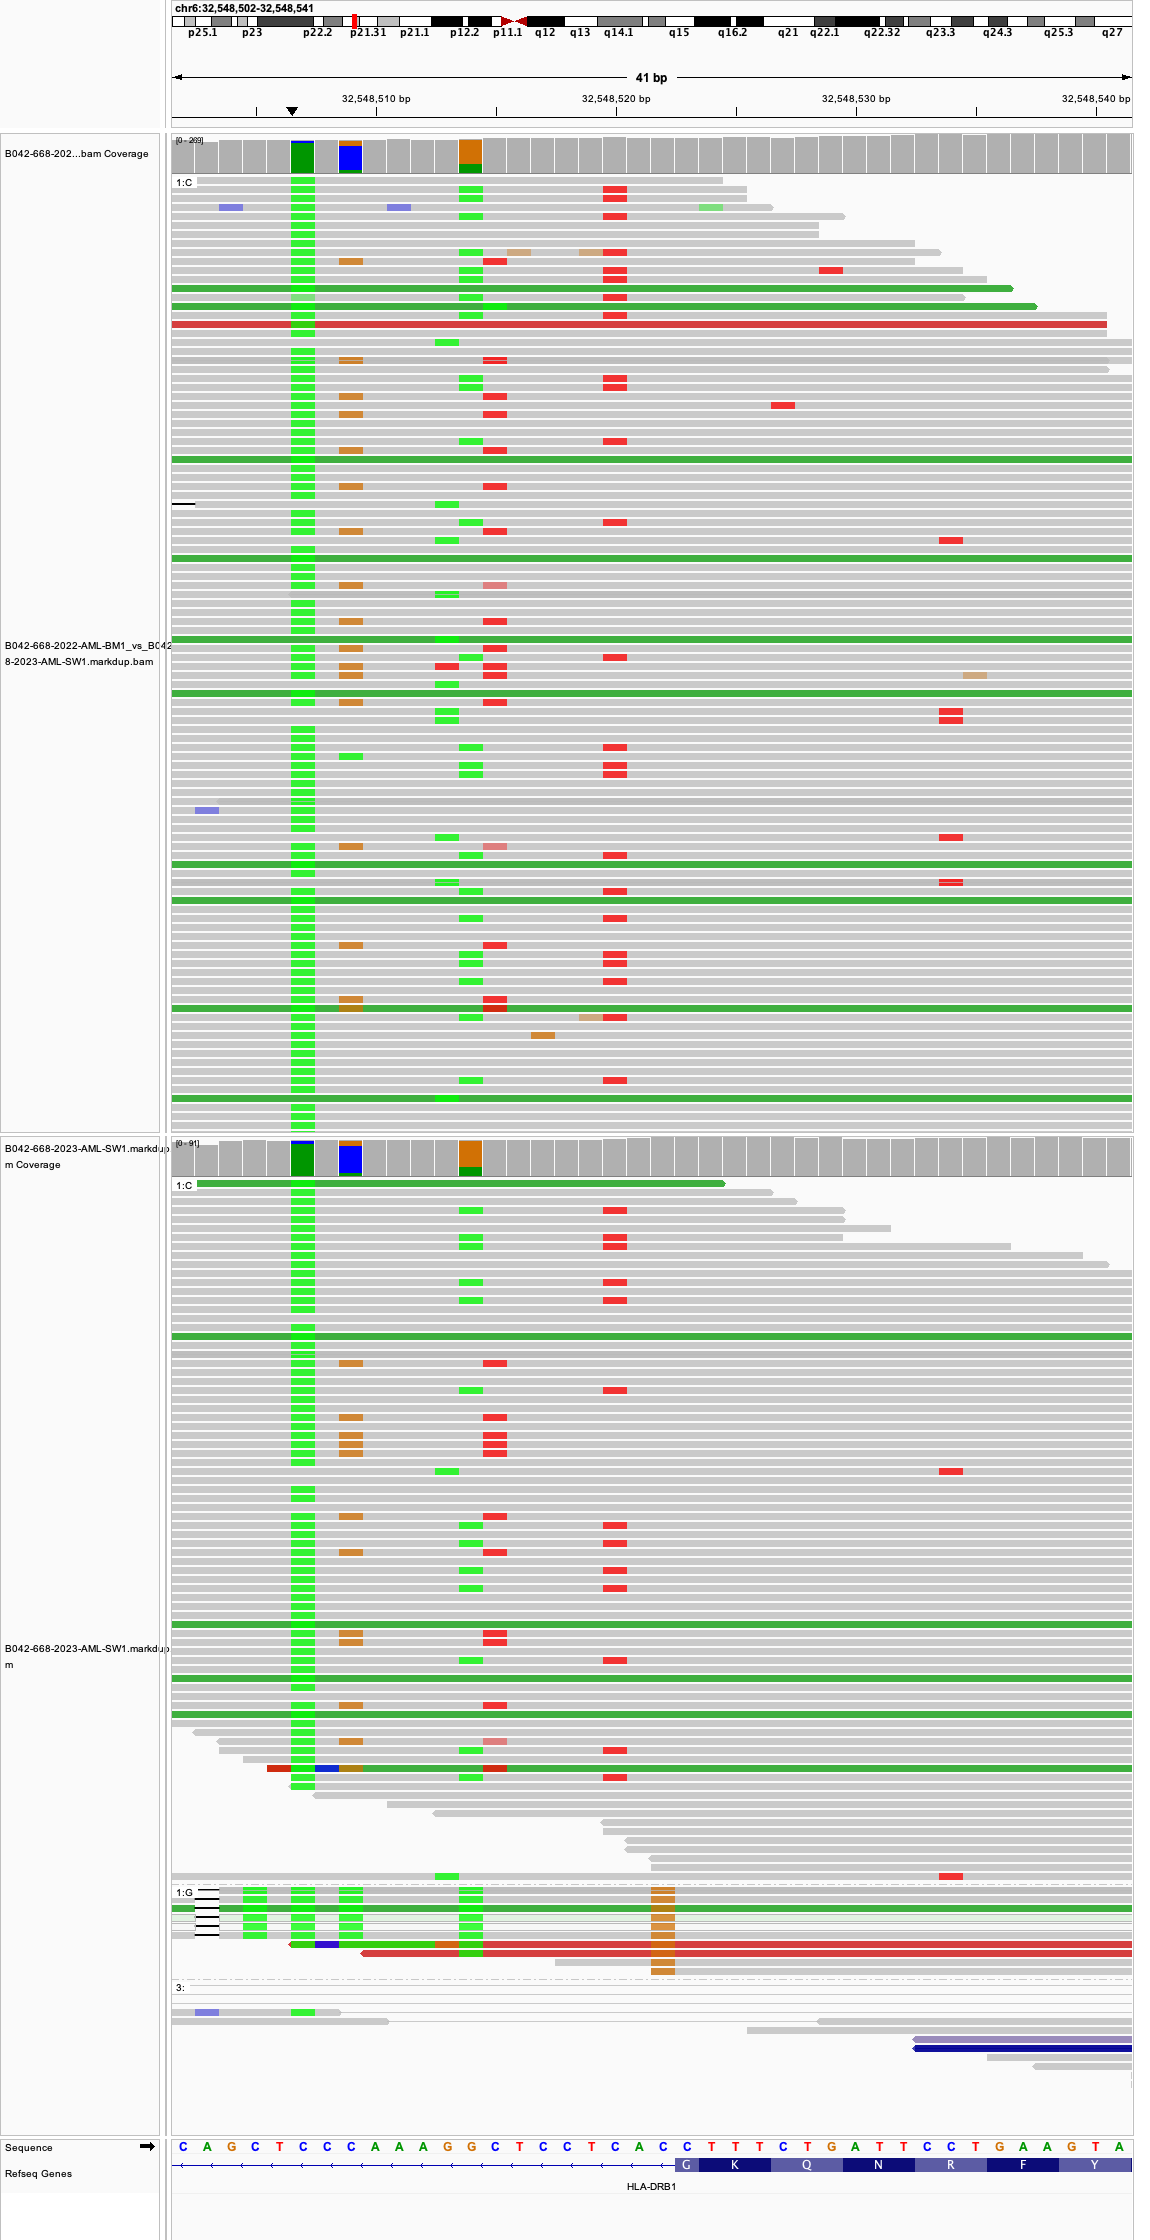 chr6:32,548,502-32,548,541
p25.1 p23 p22.2 p21.31 p21.1 p12.2 p11.1 q12 q13 q14.1 q15 q16.2 q21 q22.1 q22.32 q23.3 q24.3 q25.3 q27
41 bp
32,548,510 bp 32,548,520 bp 32,548,530 bp 32,548,540 bp
[0 - 269]
B042-668-202...bam Coverage
1:C
B042-668-2022-AML-BM1_vs_B042
8-2023-AML-SW1.markdup.bam
[0 - 91]
B042-668-2023-AML-SW1.markdup
m Coverage
1:C
B042-668-2023-AML-SW1.markdup
m
1:G
3:
Sequence C A G C T C C C A A A G G C T C C T C A C C T T T C T G A T T C C T G A A G T A
Refseq Genes G K Q N R F Y
HLA-DRB1